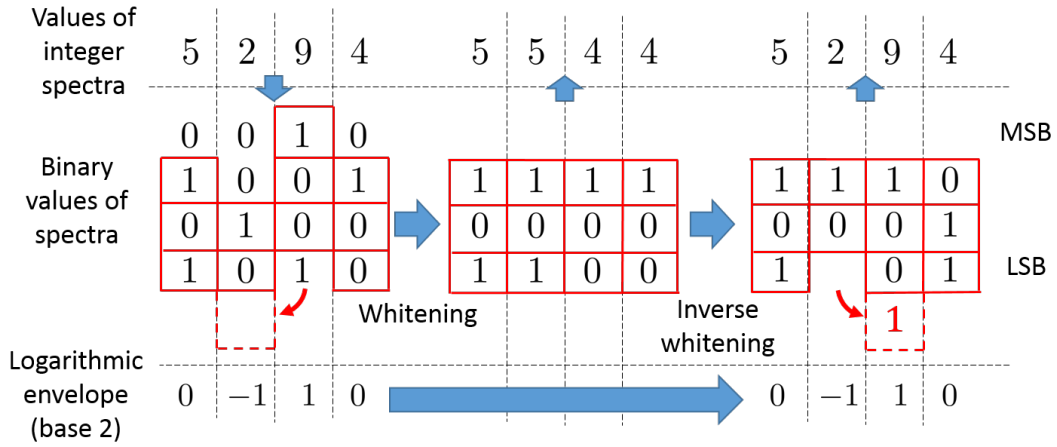 Values of
integer
spectra
5 2 9 4 5 5 4 4 5 2 9 4
0 0 1 0 MSB
Binary
values of
spectra
1 0 0 1 1 1 1 1 1 1 1 0
0 1 0 0 0 0 0 0 0 0 0 1
1 0 1 0 1 1 0 0 1 0 1 LSB
Whitening
Inverse
whitening
1
Logarithmic
envelope
(base 2)
0 −1 1 0 0 −1 1 0